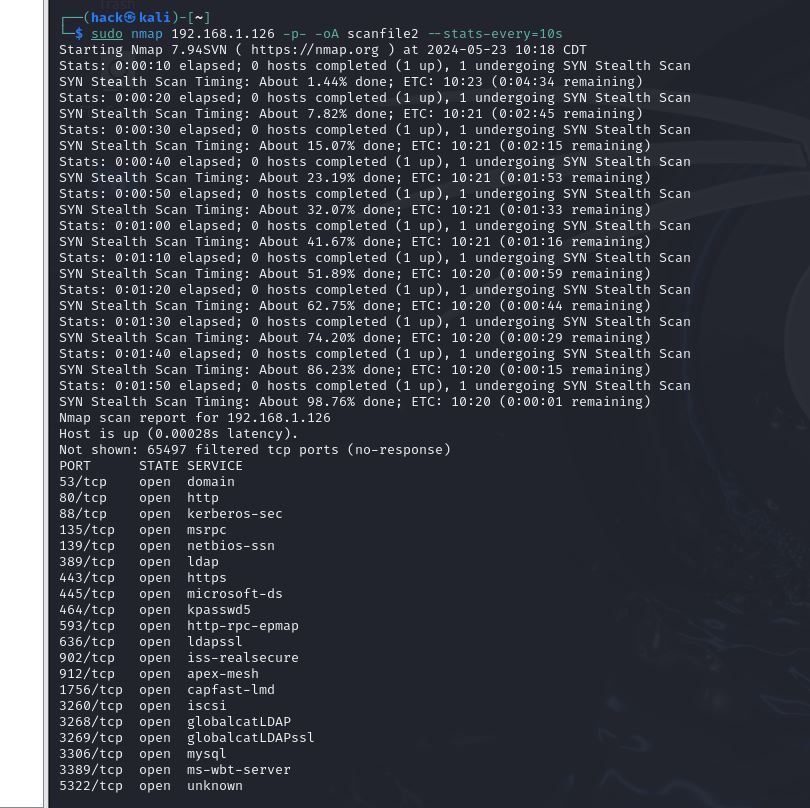 Trash
┌──(hack㉿kali)-[~]
└─$ sudo nmap 192.168.1.126 -p- -oA scanfile2 --stats-every=10s
Starting Nmap 7.94SVN ( https://nmap.org ) at 2024-05-23 10:18 CDT
Stats: 0:00:10 elapsed; 0 hosts completed (1 up), 1 undergoing SYN Stealth Scan
SYN Stealth Scan Timing: About 1.44% done; ETC: 10:23 (0:04:34 remaining)
Stats: 0:00:20 elapsed; 0 hosts completed (1 up), 1 undergoing SYN Stealth Scan
SYN Stealth Scan Timing: About 7.82% done; ETC: 10:21 (0:02:45 remaining)
Stats: 0:00:30 elapsed; 0 hosts completed (1 up), 1 undergoing SYN Stealth Scan
SYN Stealth Scan Timing: About 15.07% done; ETC: 10:21 (0:02:15 remaining)
Stats: 0:00:40 elapsed; 0 hosts completed (1 up), 1 undergoing SYN Stealth Scan
SYN Stealth Scan Timing: About 23.19% done; ETC: 10:21 (0:01:53 remaining)
Stats: 0:00:50 elapsed; 0 hosts completed (1 up), 1 undergoing SYN Stealth Scan
SYN Stealth Scan Timing: About 32.07% done; ETC: 10:21 (0:01:33 remaining)
Stats: 0:01:00 elapsed; 0 hosts completed (1 up), 1 undergoing SYN Stealth Scan
SYN Stealth Scan Timing: About 41.67% done; ETC: 10:21 (0:01:16 remaining)
Stats: 0:01:10 elapsed; 0 hosts completed (1 up), 1 undergoing SYN Stealth Scan
SYN Stealth Scan Timing: About 51.89% done; ETC: 10:20 (0:00:59 remaining)
Stats: 0:01:20 elapsed; 0 hosts completed (1 up), 1 undergoing SYN Stealth Scan
SYN Stealth Scan Timing: About 62.75% done; ETC: 10:20 (0:00:44 remaining)
Stats: 0:01:30 elapsed; 0 hosts completed (1 up), 1 undergoing SYN Stealth Scan
SYN Stealth Scan Timing: About 74.20% done; ETC: 10:20 (0:00:29 remaining)
Stats: 0:01:40 elapsed; 0 hosts completed (1 up), 1 undergoing SYN Stealth Scan
SYN Stealth Scan Timing: About 86.23% done; ETC: 10:20 (0:00:15 remaining)
Stats: 0:01:50 elapsed; 0 hosts completed (1 up), 1 undergoing SYN Stealth Scan
SYN Stealth Scan Timing: About 98.76% done; ETC: 10:20 (0:00:01 remaining)
Nmap scan report for 192.168.1.126
Host is up (0.00028s latency).
Not shown: 65497 filtered tcp ports (no-response)
PORT      STATE SERVICE
53/tcp    open  domain
80/tcp    open  http
88/tcp    open  kerberos-sec
135/tcp   open  msrpc
139/tcp   open  netbios-ssn
389/tcp   open  ldap
443/tcp   open  https
445/tcp   open  microsoft-ds
464/tcp   open  kpasswd5
593/tcp   open  http-rpc-epmap
636/tcp   open  ldapssl
902/tcp   open  iss-realsecure
912/tcp   open  apex-mesh
1756/tcp  open  capfast-lmd
3260/tcp  open  iscsi
3268/tcp  open  globalcatLDAP
3269/tcp  open  globalcatLDAPssl
3306/tcp  open  mysql
3389/tcp  open  ms-wbt-server
5322/tcp  open  unknown